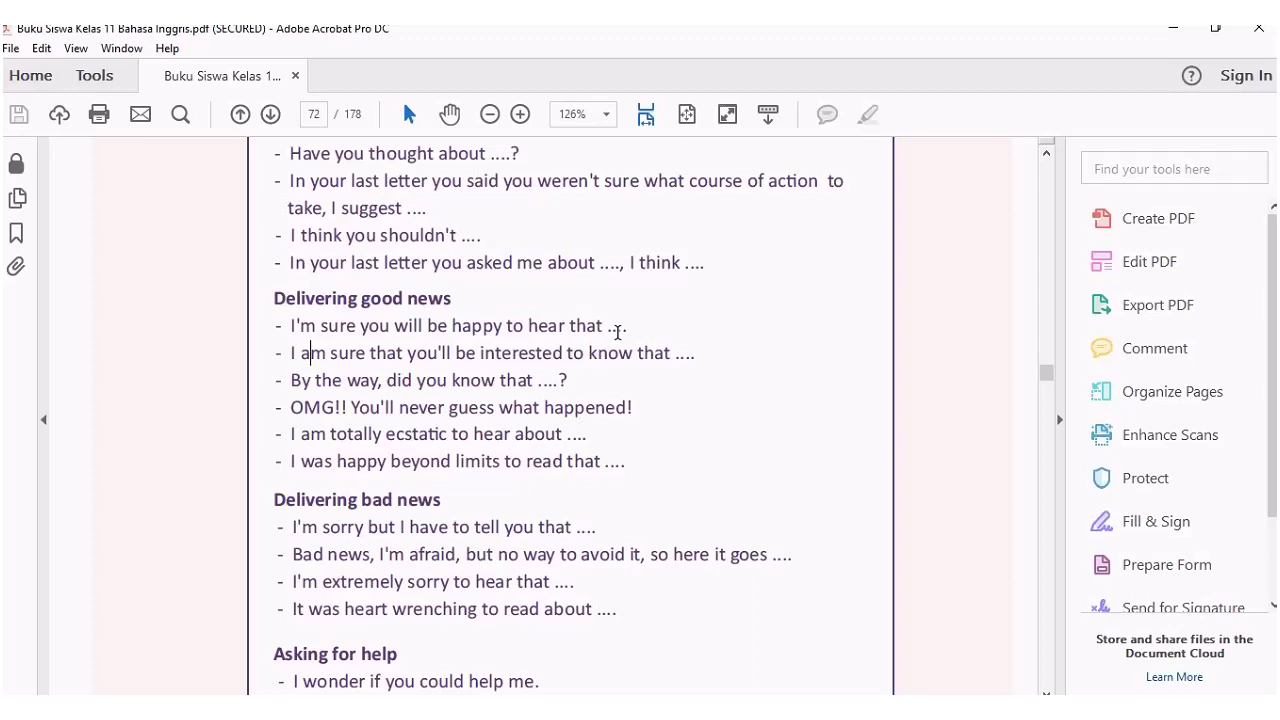 Buku Siswa Kelas 11 Bahasa Inggris.pdf (SECURED) - Adobe Acrobat Pro DC
File Edit View Window Help
Home Tools Buku Siswa Kelas 1... × Sign In
72 / 178 126%
- Have you thought about ....?
- In your last letter you said you weren't sure what course of action to
take, I suggest ....
- I think you shouldn't ....
- In your last letter you asked me about ...., I think ....
Delivering good news
- I'm sure you will be happy to hear that ....
- I am sure that you'll be interested to know that ....
- By the way, did you know that ....?
- OMG!! You'll never guess what happened!
- I am totally ecstatic to hear about ....
- I was happy beyond limits to read that ....
Delivering bad news
- I'm sorry but I have to tell you that ....
- Bad news, I'm afraid, but no way to avoid it, so here it goes ....
- I'm extremely sorry to hear that ....
- It was heart wrenching to read about ....
Asking for help
- I wonder if you could help me.
Find your tools here
Create PDF
Edit PDF
Export PDF
Comment
Organize Pages
Enhance Scans
Protect
Fill & Sign
Prepare Form
Send for Signature
Store and share files in the
Document Cloud
Learn More